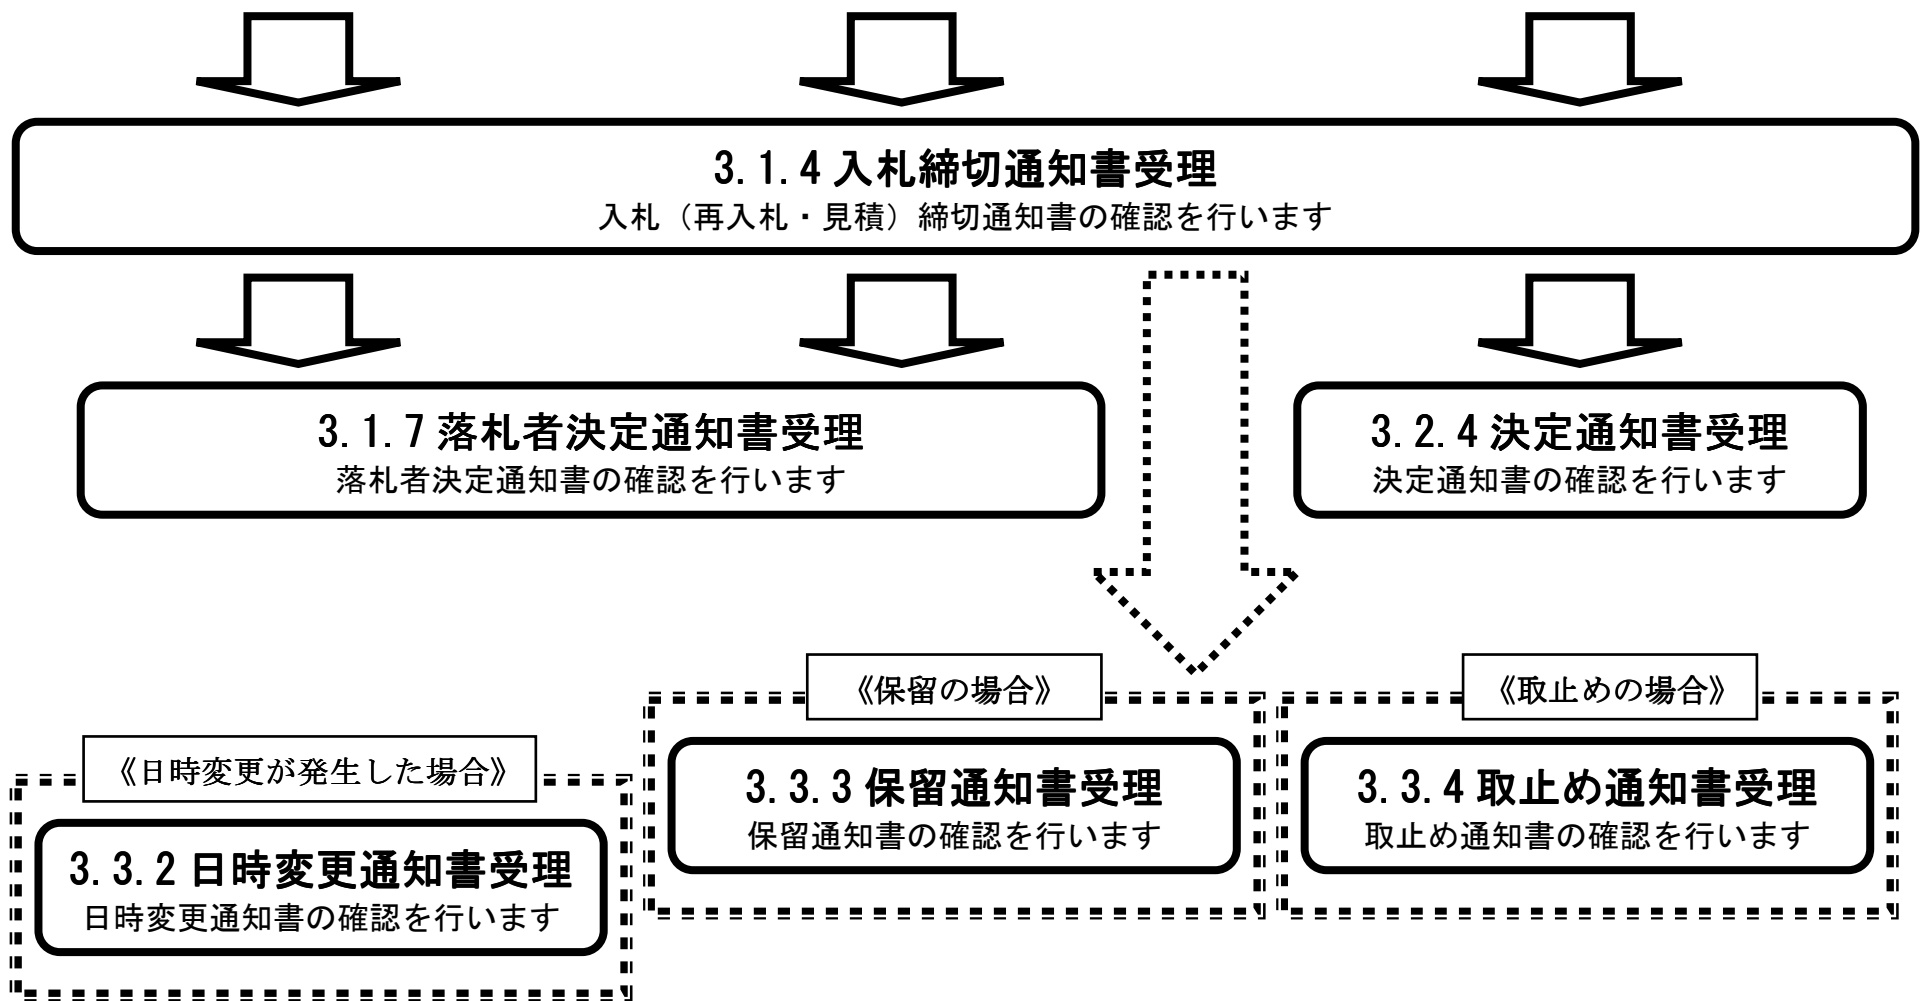 3.1.4入札締切通知書受理
入札（再入札・見積）締切通知書の確認を行います
3.1.7落札者決定通知書受理
落札者決定通知書の確認を行います
3.2.4決定通知書受理
決定通知書の確認を行います
《保留の場合》
3.3.3保留通知書受理
保留通知書の確認を行います
《取止めの場合》
3.3.4取止め通知書受理
取止め通知書の確認を行います
《日時変更が発生した場合》
3.3.2日時変更通知書受理
日時変更通知書の確認を行います